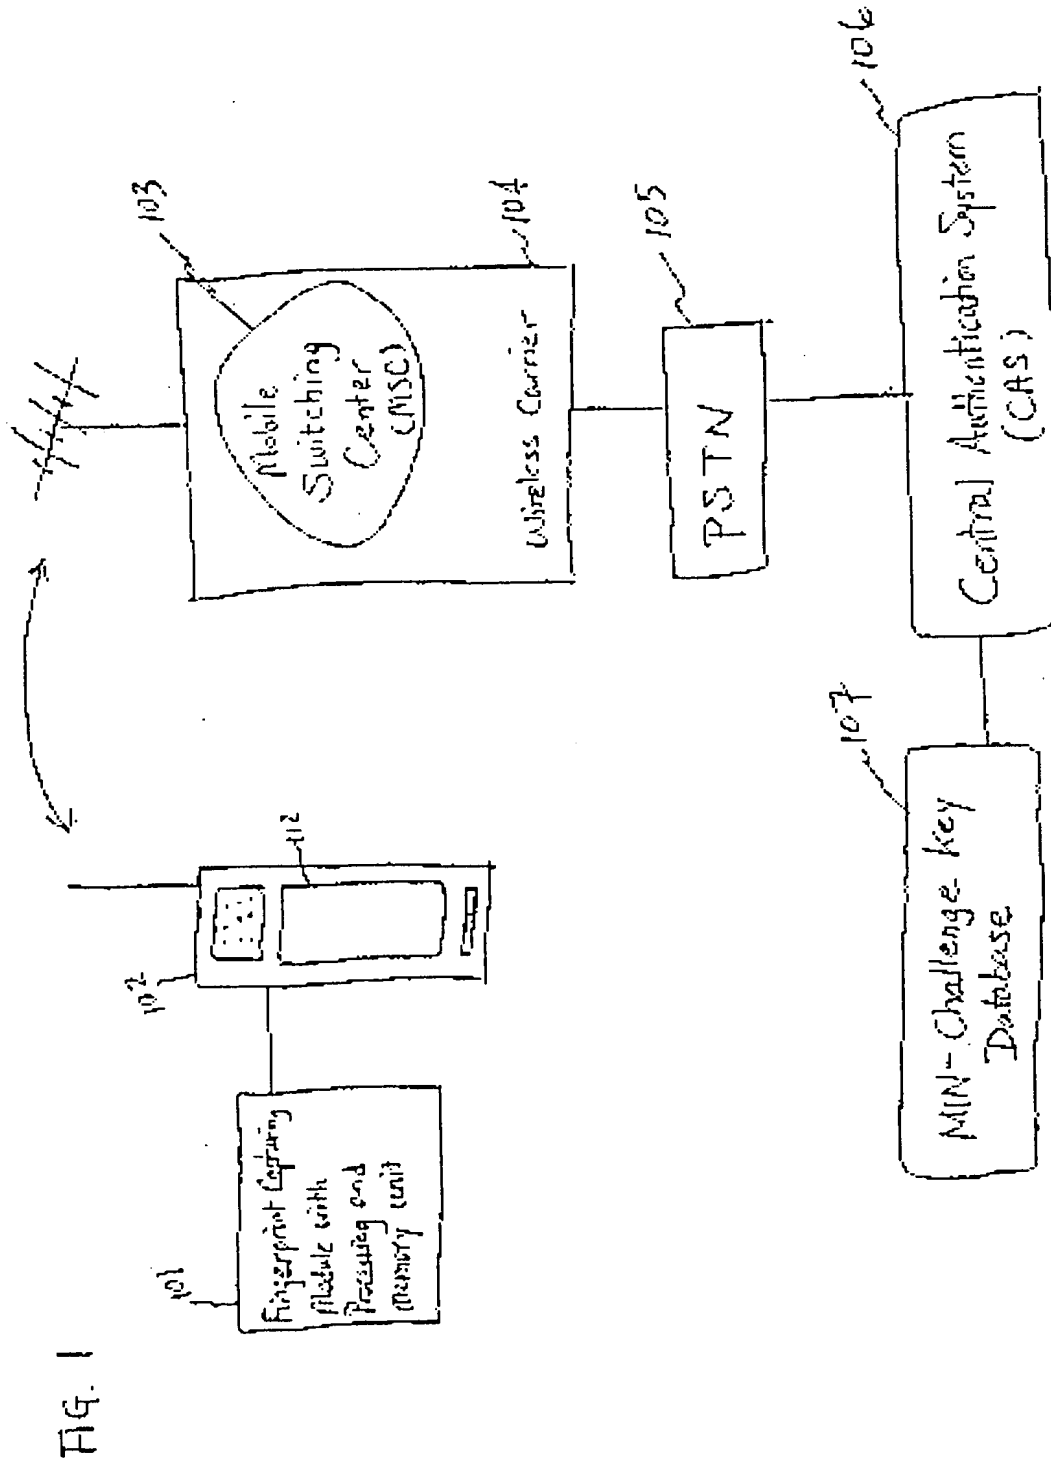 FIG. 1
101
Fingerprint Capturing
Module with
Processing and
Memory unit
102
112
103
Mobile
Switching
Center
(MSC)
104
Wireless Carrier
105
PSTN
106
Central Authentication System
(CAS)
107
MIN-Challenge Key
Database